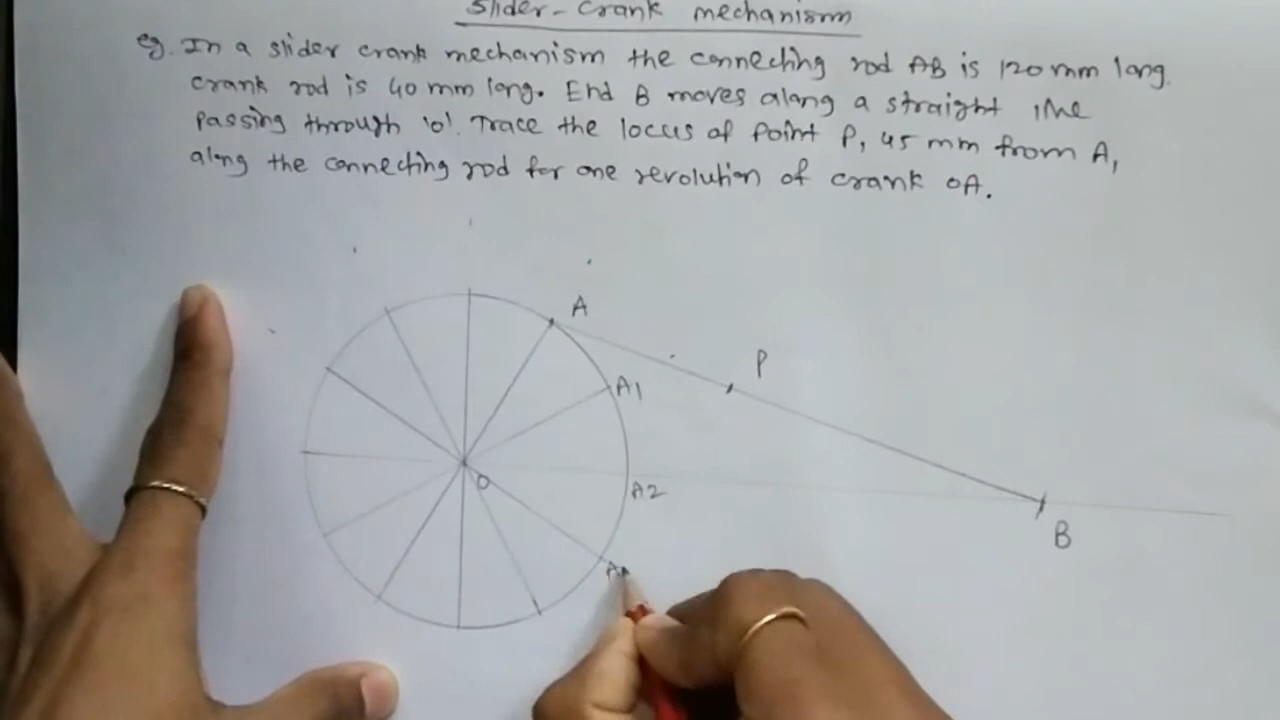 Slider-Crank mechanism
eg. In a slider crank mechanism the connecting rod AB is 120 mm long.
crank rod is 40 mm long. End B moves along a straight line
passing through 'o'. Trace the locus of point P, 45 mm from A,
along the connecting rod for one revolution of crank OA.
A
P
A1
O
A2
B